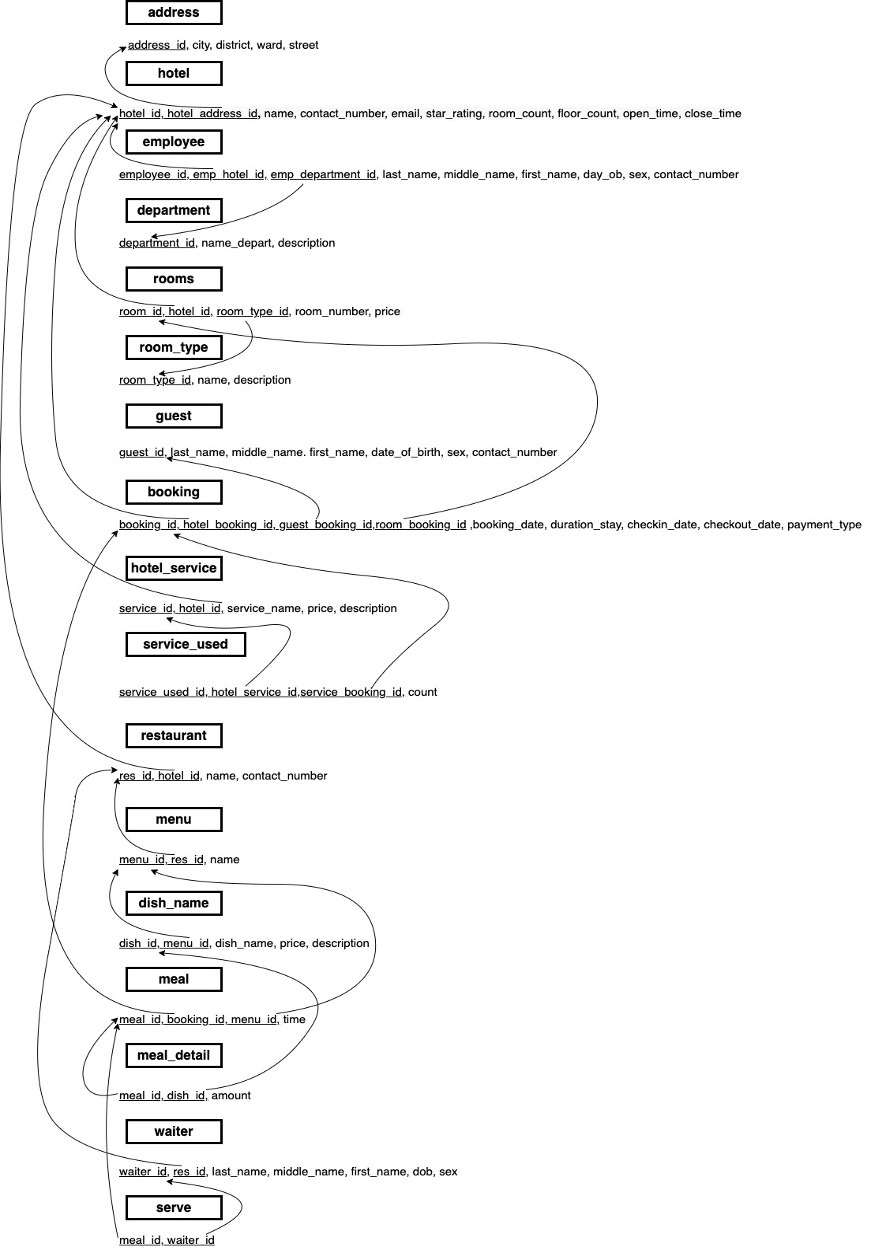 address
address_id, city, district, ward, street
hotel
hotel_id, hotel_address_id, name, contact_number, email, star_rating, room_count, floor_count, open_time, close_time
employee
employee_id, emp_hotel_id, emp_department_id, last_name, middle_name, first_name, day_ob, sex, contact_number
department
department_id, name_depart, description
rooms
room_id, hotel_id, room_type_id, room_number, price
room_type
room_type_id, name, description
guest
guest_id, last_name, middle_name. first_name, date_of_birth, sex, contact_number
booking
booking_id, hotel_booking_id, guest_booking_id,room_booking_id ,booking_date, duration_stay, checkin_date, checkout_date, payment_type
hotel_service
service_id, hotel_id, service_name, price, description
service_used
service_used_id, hotel_service_id,service_booking_id, count
restaurant
res_id, hotel_id, name, contact_number
menu
menu_id, res_id, name
dish_name
dish_id, menu_id, dish_name, price, description
meal
meal_id, booking_id, menu_id, time
meal_detail
meal_id, dish_id, amount
waiter
waiter_id, res_id, last_name, middle_name, first_name, dob, sex
serve
meal_id, waiter_id